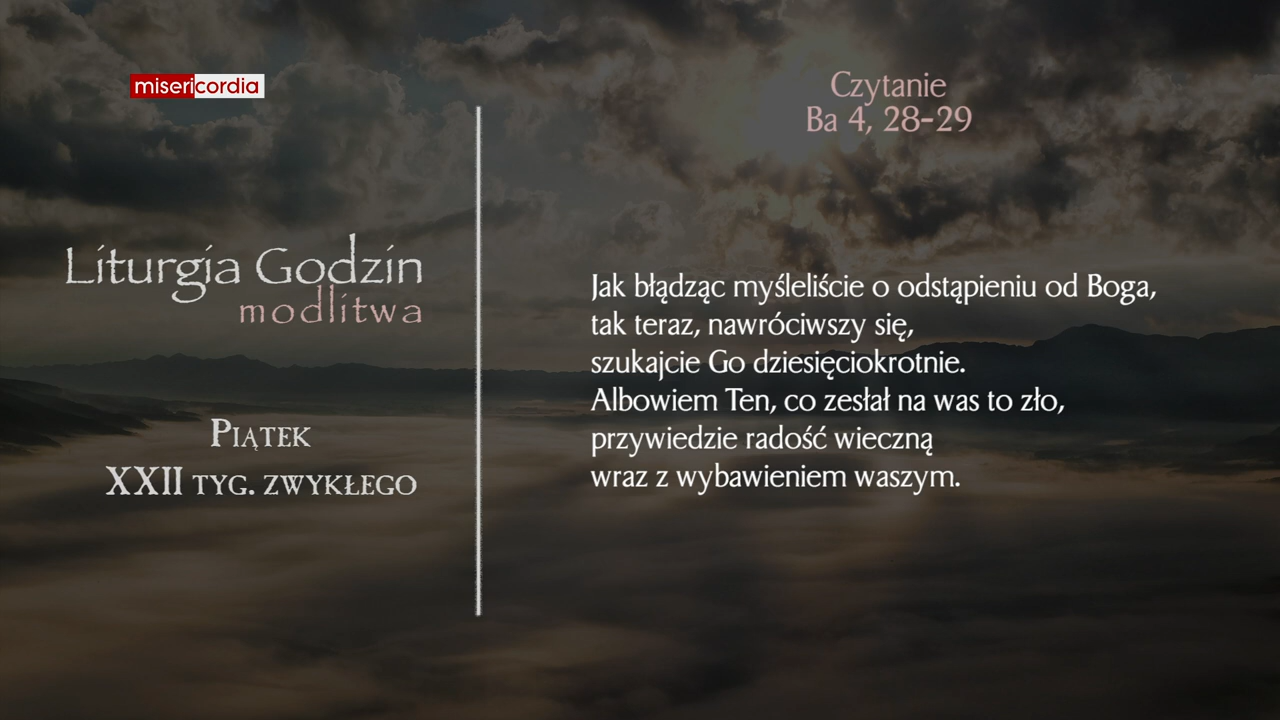 misericordia
Liturgia Godzin
modlitwa
Piątek
XXII tyg. zwykłego
Czytanie
Ba 4, 28-29
Jak błądząc myśleliście o odstąpieniu od Boga,
tak teraz, nawróciwszy się,
szukajcie Go dziesięciokrotnie.
Albowiem Ten, co zesłał na was to zło,
przywiedzie radość wieczną
wraz z wybawieniem waszym.